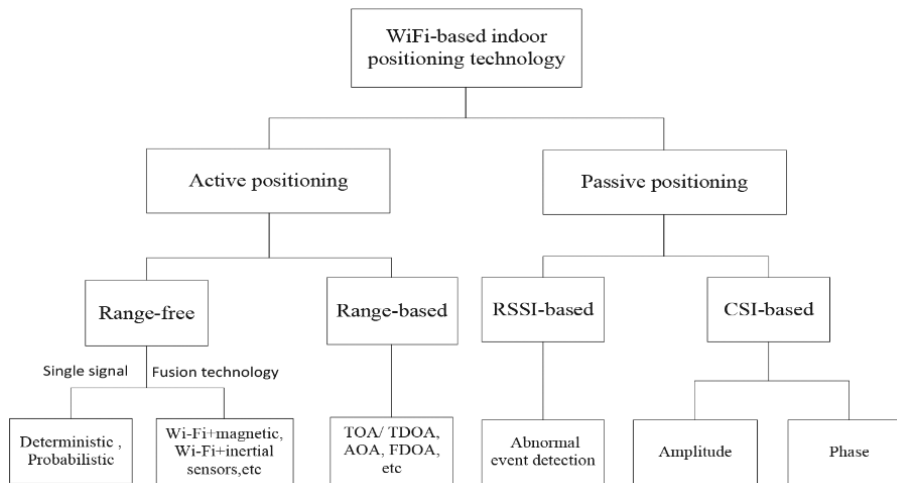 WiFi-based indoor
positioning technology
Active positioning
Passive positioning
Range-free
Range-based
RSSI-based
CSI-based
Single signal
Fusion technology
Deterministic ,
Probabilistic
Wi-Fi+magnetic,
Wi-Fi+inertial
sensors,etc
TOA/ TDOA,
AOA, FDOA,
etc
Abnormal
event detection
Amplitude
Phase